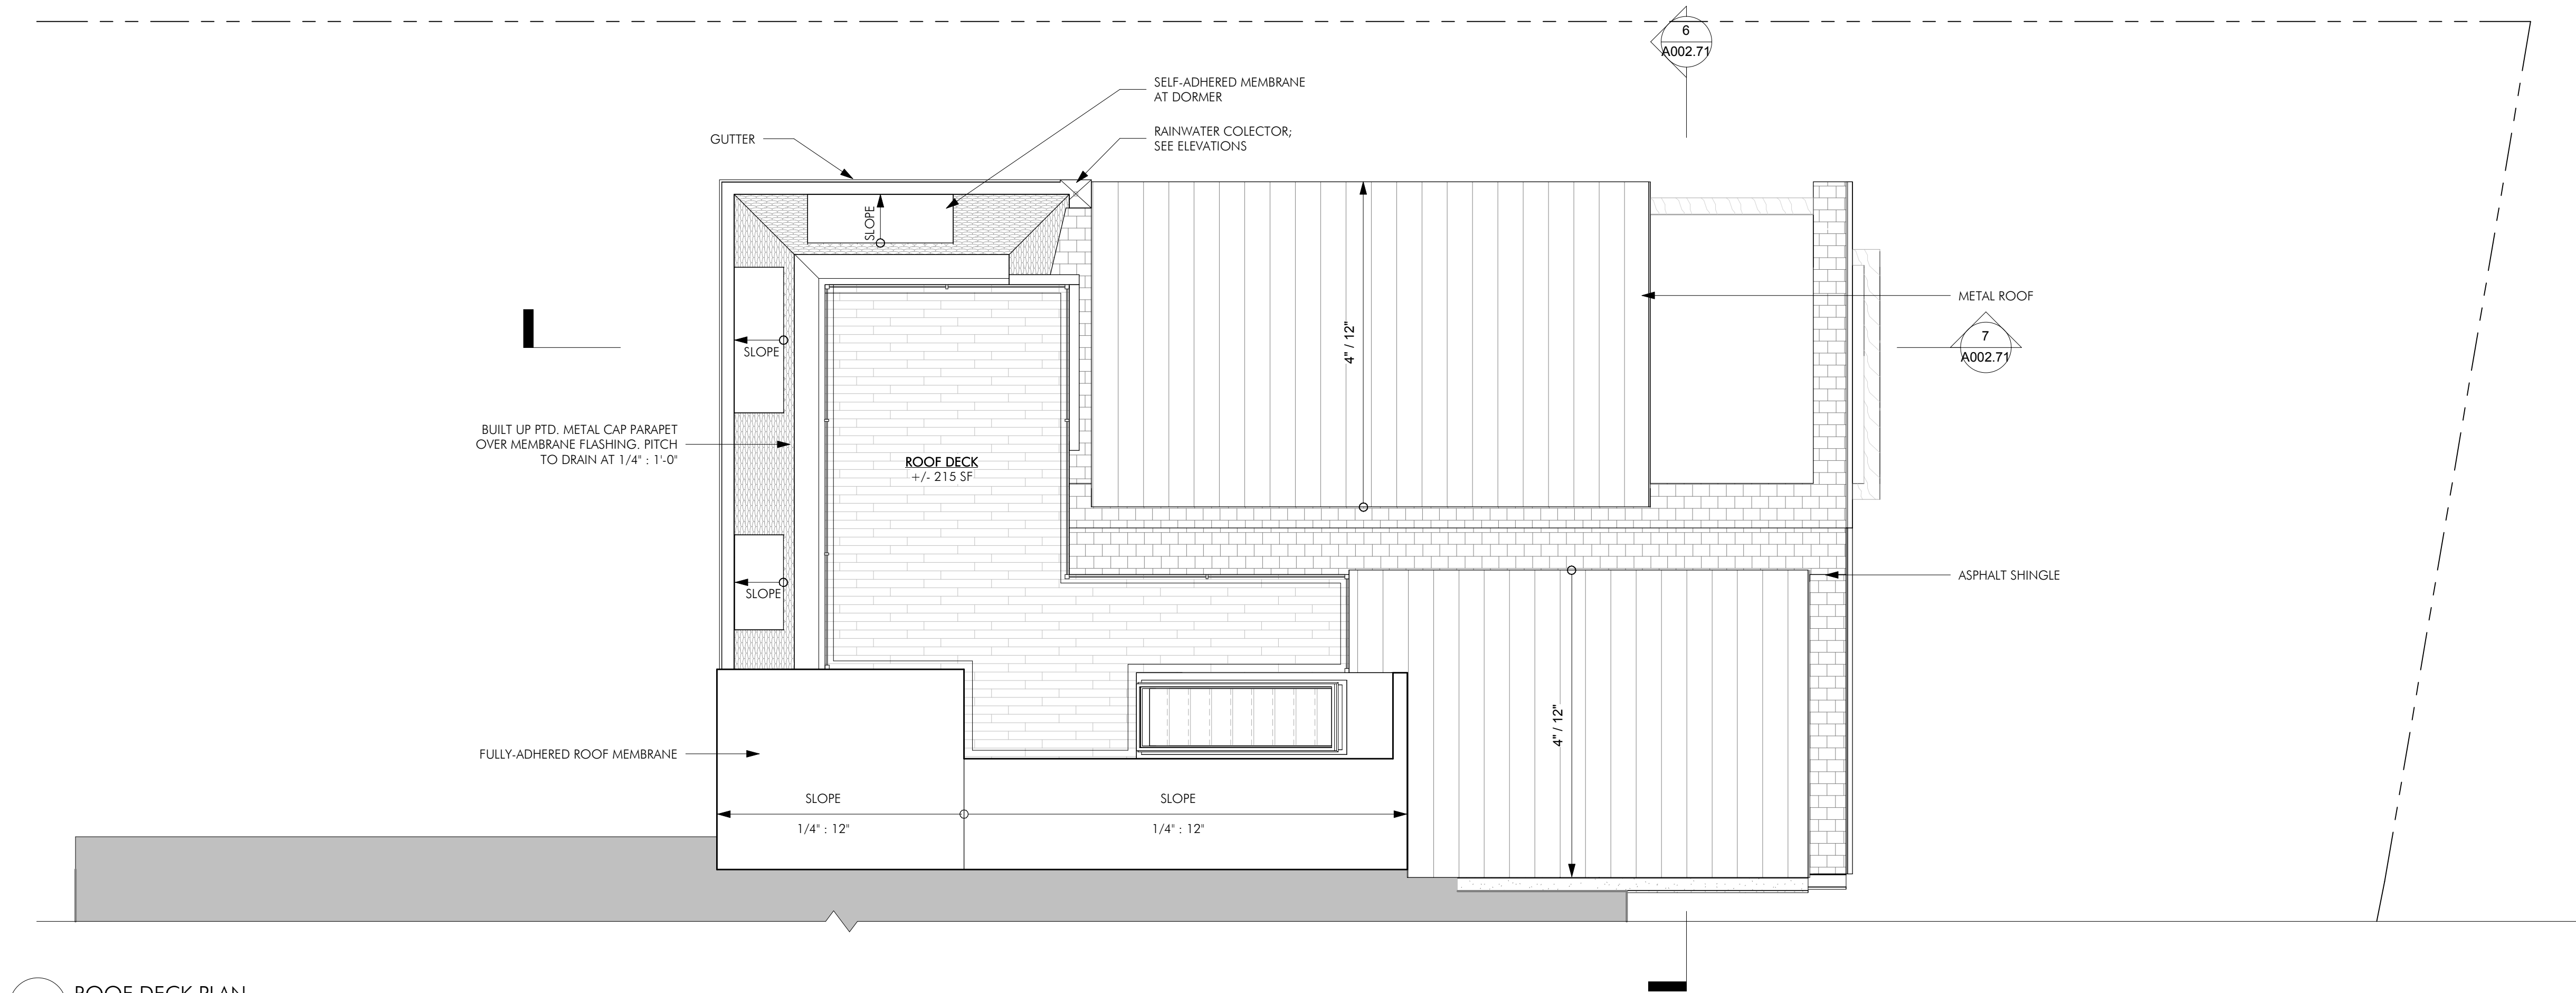 6
A002.71
SELF-ADHERED MEMBRANE
AT DORMER
RAINWATER COLECTOR;
SEE ELEVATIONS
GUTTER
SLOPE
METAL ROOF
7
A002.71
4" / 12"
SLOPE
BUILT UP PTD. METAL CAP PARAPET
OVER MEMBRANE FLASHING. PITCH
TO DRAIN AT 1/4" : 1'-0"
ROOF DECK
+/- 215 SF
ASPHALT SHINGLE
SLOPE
4" / 12"
FULLY-ADHERED ROOF MEMBRANE
SLOPE
1/4" : 12"
SLOPE
1/4" : 12"
ROOF DECK PLAN